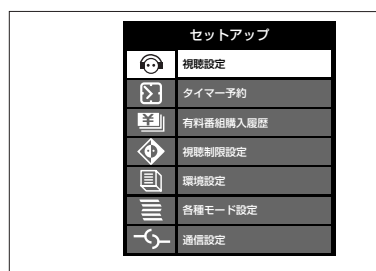 セットアップ
視聴設定
タイマー予約
有料番組購入履歴
視聴制限設定
環境設定
各種モード設定
通信設定